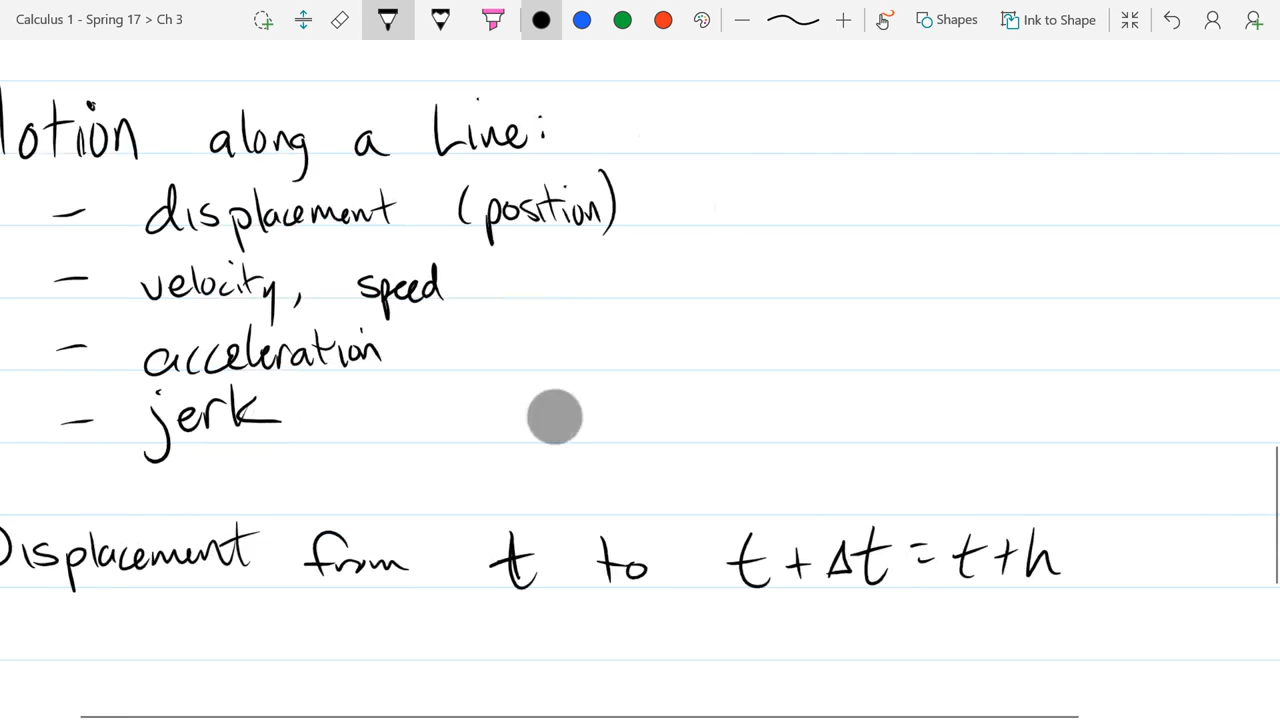 Calculus 1 - Spring 17 > Ch 3
Shapes
Ink to Shape
otion along a Line:
- displacement (position)
- velocity, speed
- acceleration
- jerk
Displacement from t to t + Δt = t + h